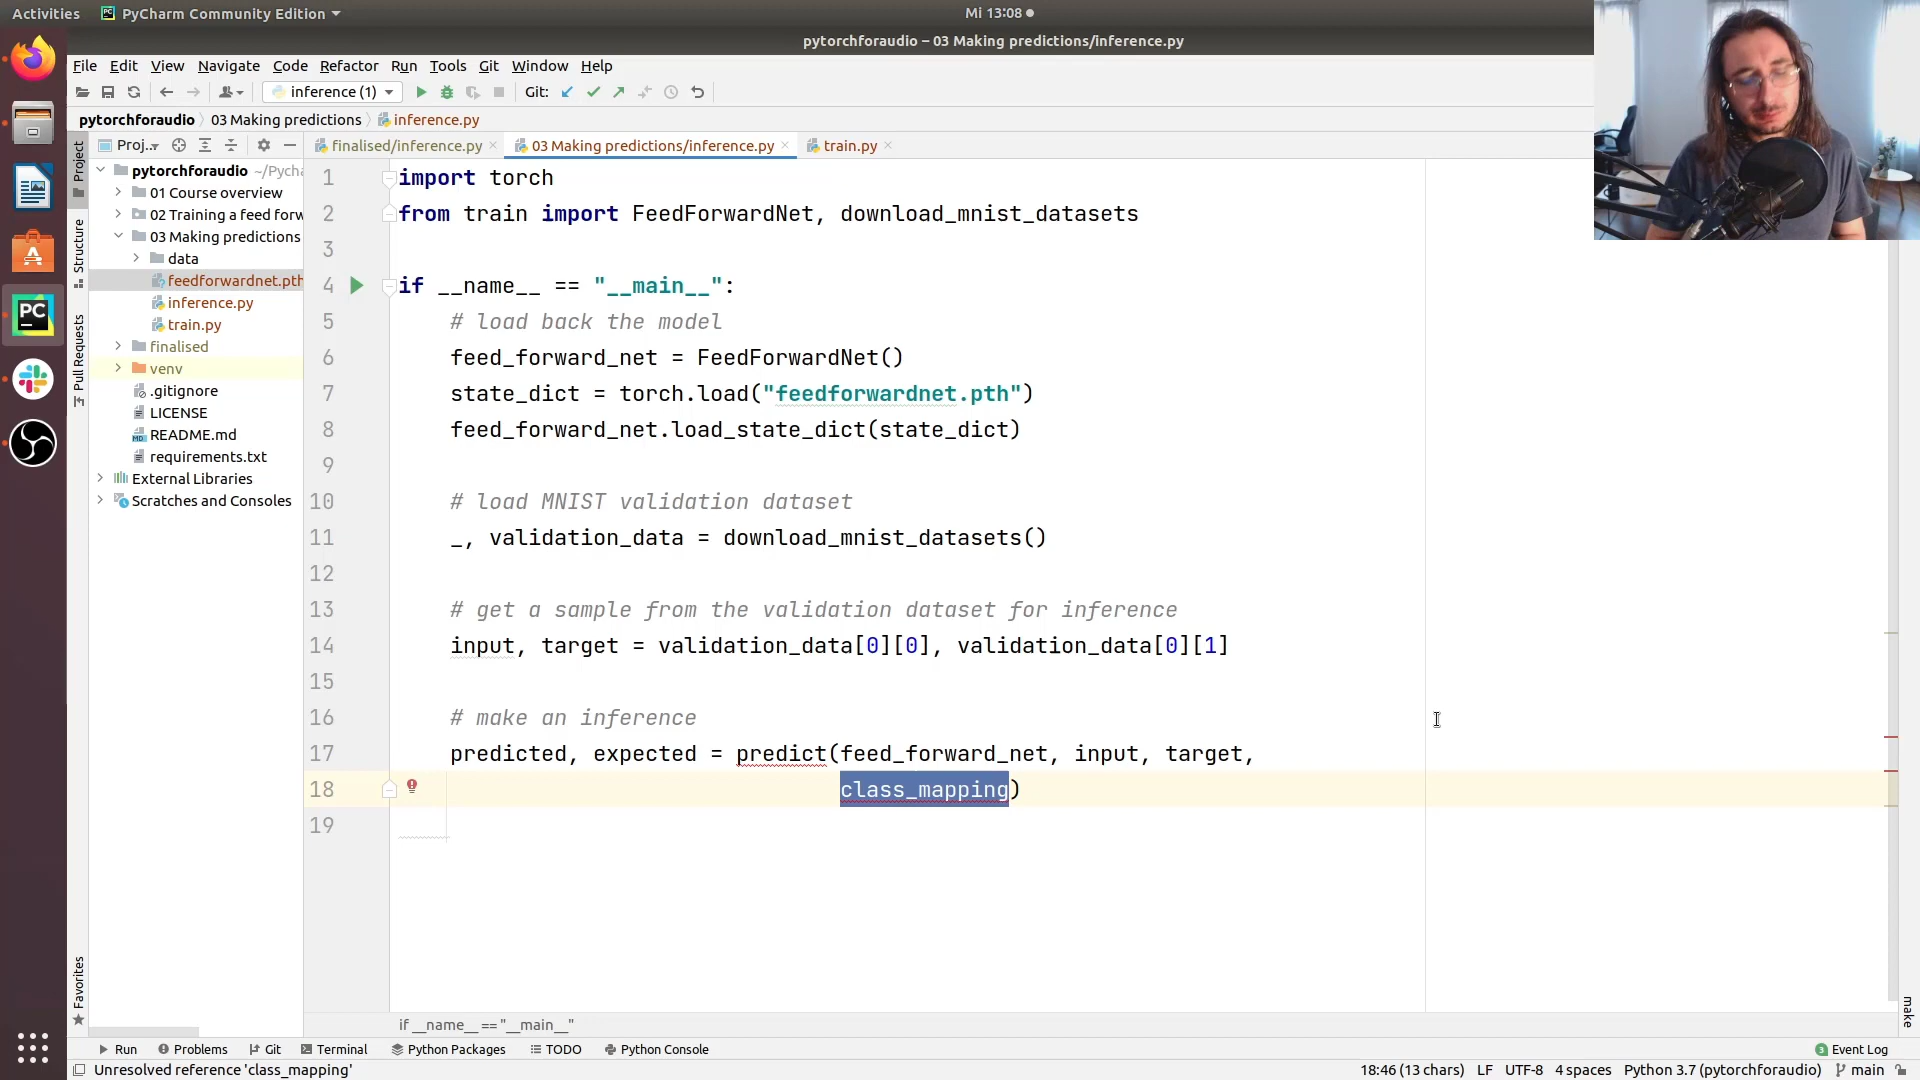 Activities PyCharm Community Edition Mi 13:08
pytorchforaudio – 03 Making predictions/inference.py
File Edit View Navigate Code Refactor Run Tools Git Window Help
inference (1) Git:
pytorchforaudio 03 Making predictions inference.py
Project Proj... finalised/inference.py 03 Making predictions/inference.py train.py
pytorchforaudio ~/Pycha
01 Course overview
02 Training a feed forw
03 Making predictions
data
feedforwardnet.pth
inference.py
train.py
finalised
venv
.gitignore
LICENSE
README.md
requirements.txt
External Libraries
Scratches and Consoles
Structure
Pull Requests
Favorites
1 import torch
2 from train import FeedForwardNet, download_mnist_datasets
3
4 if __name__ == "__main__":
5 # load back the model
6 feed_forward_net = FeedForwardNet()
7 state_dict = torch.load("feedforwardnet.pth")
8 feed_forward_net.load_state_dict(state_dict)
9
10 # load MNIST validation dataset
11 _, validation_data = download_mnist_datasets()
12
13 # get a sample from the validation dataset for inference
14 input, target = validation_data[0][0], validation_data[0][1]
15
16 # make an inference
17 predicted, expected = predict(feed_forward_net, input, target,
18 class_mapping)
19
make
if __name__ == "__main__"
Run Problems Git Terminal Python Packages TODO Python Console 3 Event Log
Unresolved reference 'class_mapping' 18:46 (13 chars) LF UTF-8 4 spaces Python 3.7 (pytorchforaudio) main